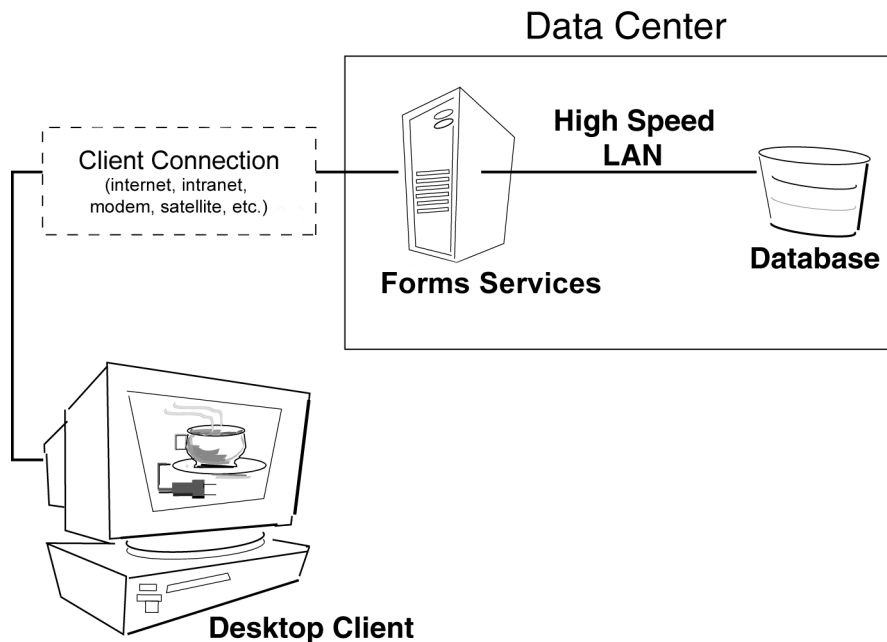 Data Center
High Speed
LAN
Client Connection
(internet, intranet,
modem, satellite, etc.)
Forms Services
Database
Desktop Client